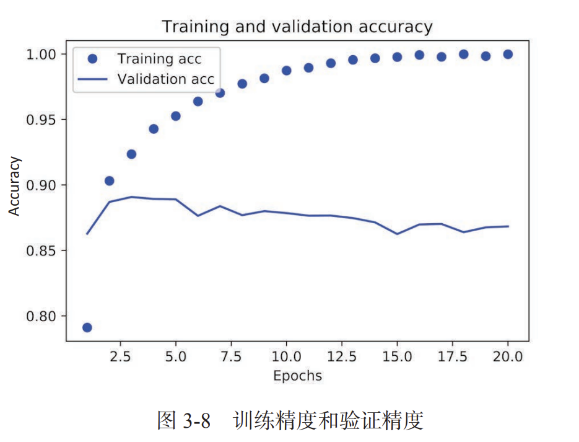 Training and validation accuracy
1.00
0.95
0.90
0.85
0.80
Accuracy
Training acc
Validation acc
2.5 5.0 7.5 10.0 12.5 15.0 17.5 20.0
Epochs
图 3-8 训练精度和验证精度